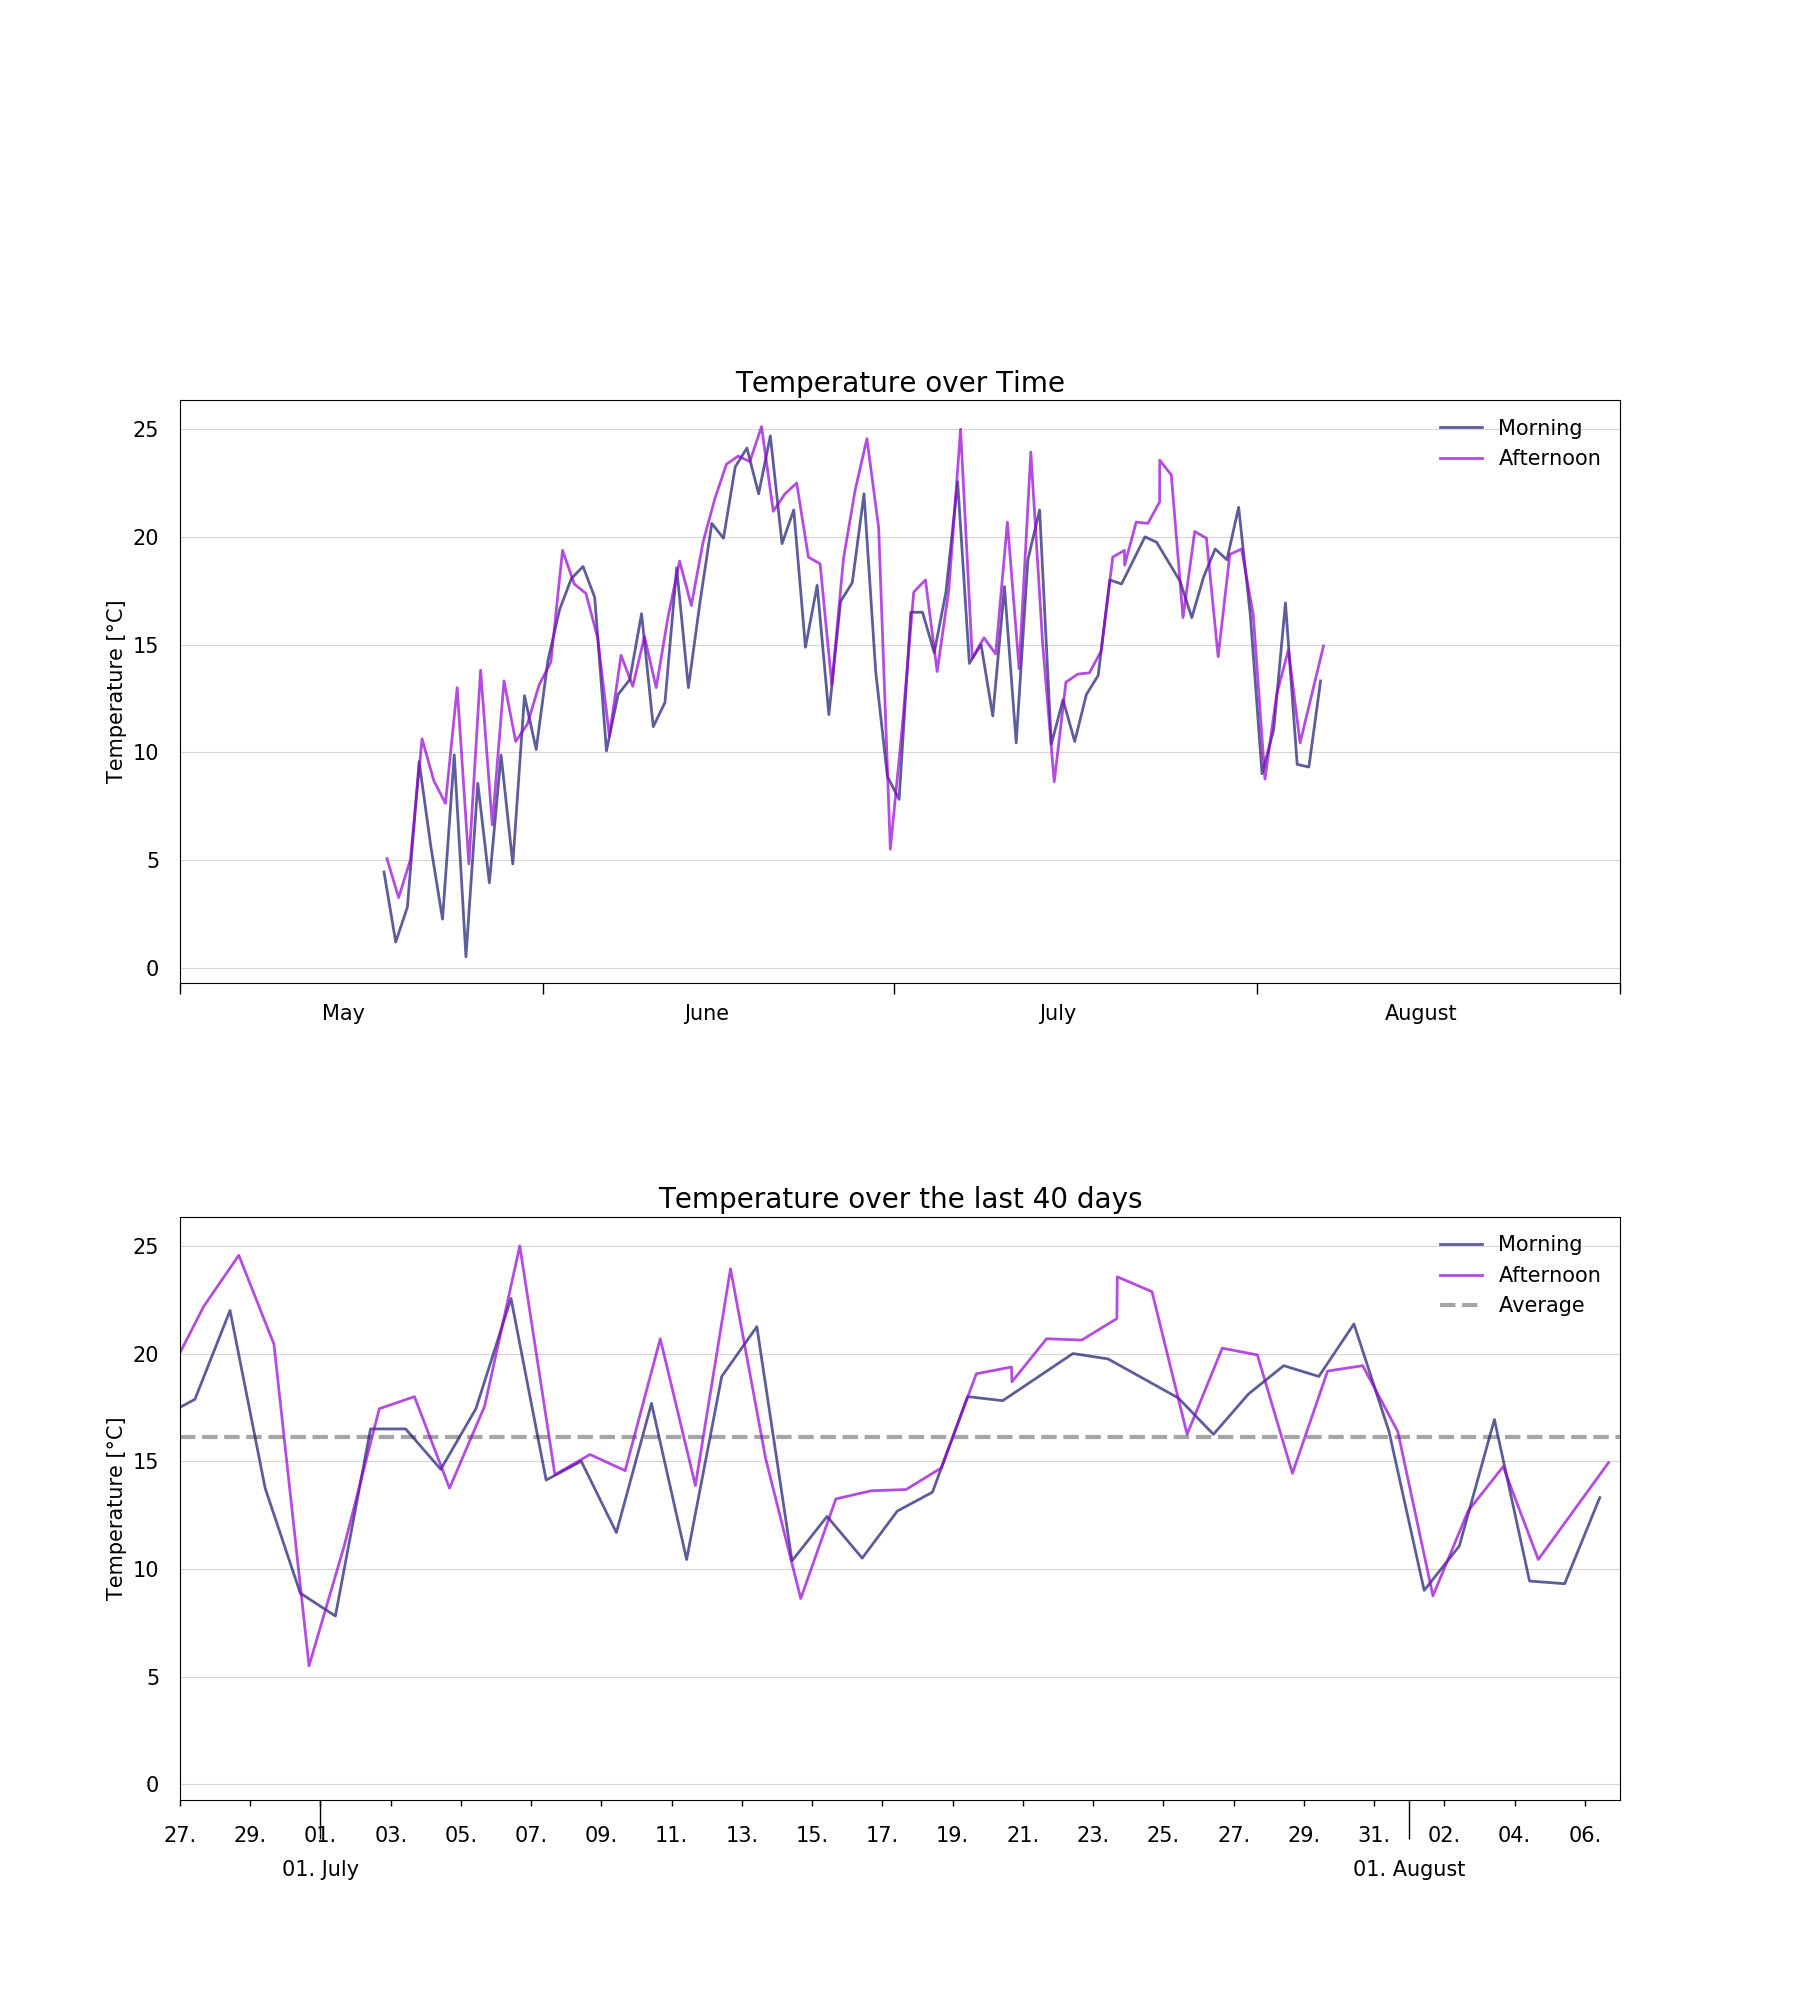 Temperature over Time
25
20
15
10
5
0
Temperature [°C]
Morning
Afternoon
May June July August
Temperature over the last 40 days
25
20
15
10
5
0
Temperature [°C]
Morning
Afternoon
Average
27. 29. 01. 03. 05. 07. 09. 11. 13. 15. 17. 19. 21. 23. 25. 27. 29. 31. 02. 04. 06.
01. July 01. August